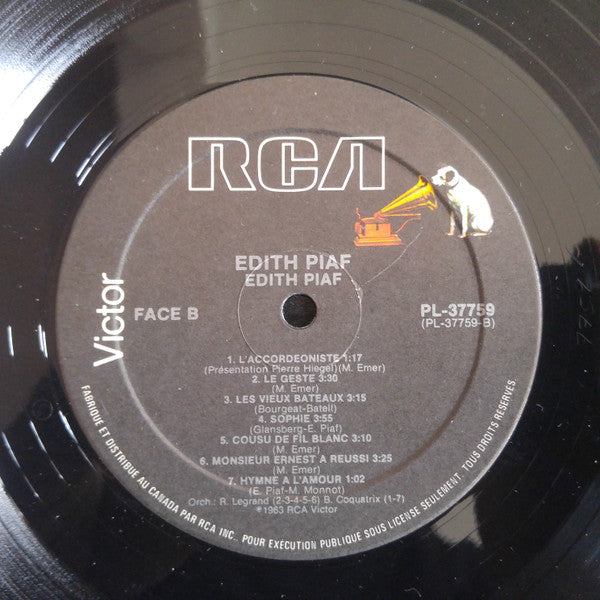 RCA
Victor
EDITH PIAF
EDITH PIAF
FACE B
PL-37759
(PL-37759-B)
1. L'ACCORDEONISTE 1:17
(Présentation Pierre Hiegel)(M. Emer)
2. LE GESTE 3:30
(M. Emer)
3. LES VIEUX BATEAUX 3:15
(Bourgeat-Batell)
4. SOPHIE 3:55
(Glansberg-E. Piaf)
5. COUSU DE FIL BLANC 3:10
(M. Emer)
6. MONSIEUR ERNEST A REUSSI 3:25
(M. Emer)
7. HYMNE A L'AMOUR 1:02
(E. Piaf-M. Monnot)
Orch.: R. Legrand (2-3-4-5-6) B. Coquatrix (1-7)
℗1963 RCA Victor
FABRIQUE ET DISTRIBUE AU CANADA PAR RCA INC., POUR EXECUTION PUBLIQUE SOUS LICENSE SEULEMENT. TOUS DROITS RESERVES.